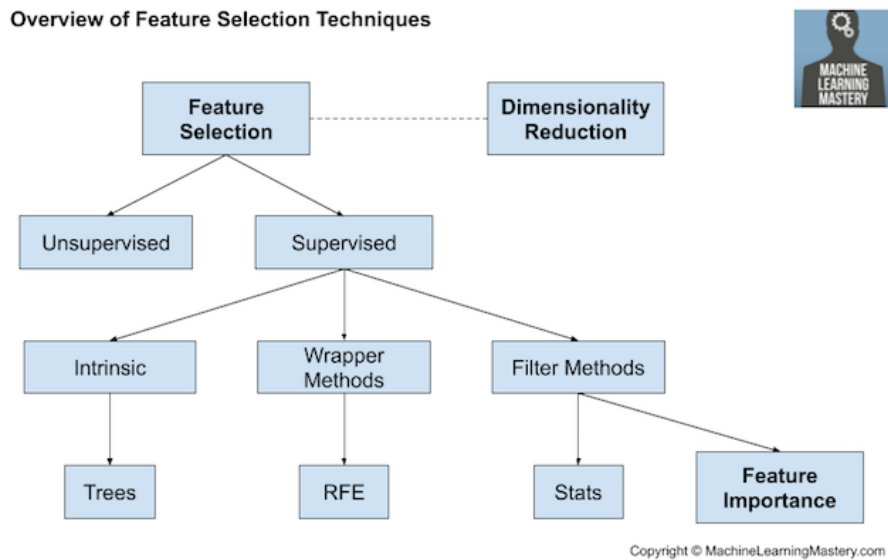 Overview of Feature Selection Techniques
MACHINE
LEARNING
MASTERY
Feature
Selection
Dimensionality
Reduction
Unsupervised
Supervised
Intrinsic
Wrapper
Methods
Filter Methods
Trees
RFE
Stats
Feature
Importance
Copyright © MachineLearningMastery.com